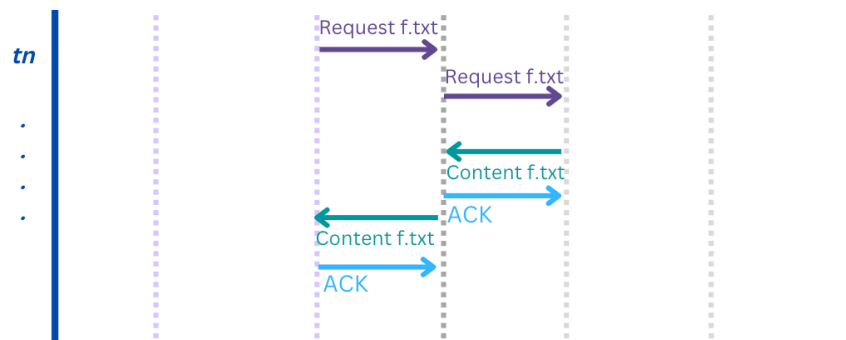 Request f.txt
tn
Request f.txt
.
.
Content f.txt
.
ACK
.
Content f.txt
ACK